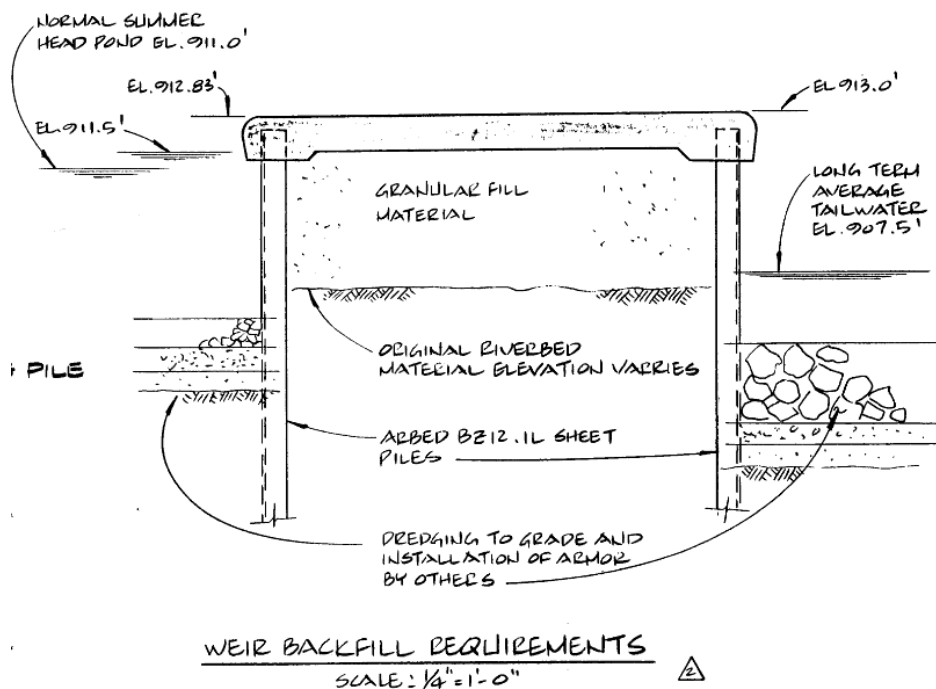 NORMAL SUMMER
HEAD POND EL. 911.0'
EL. 912.83'
EL. 913.0'
EL. 911.5'
GRANULAR FILL
MATERIAL
LONG TERM
AVERAGE
TAILWATER
EL. 907.5'
ORIGINAL RIVERBED
MATERIAL ELEVATION VARRIES
PILE
ARBED BZ12.1L SHEET
PILES
DREDGING TO GRADE AND
INSTALLATION OF ARMOR
BY OTHERS
WEIR BACKFILL REQUIREMENTS
SCALE: 1/4"=1'-0"
2